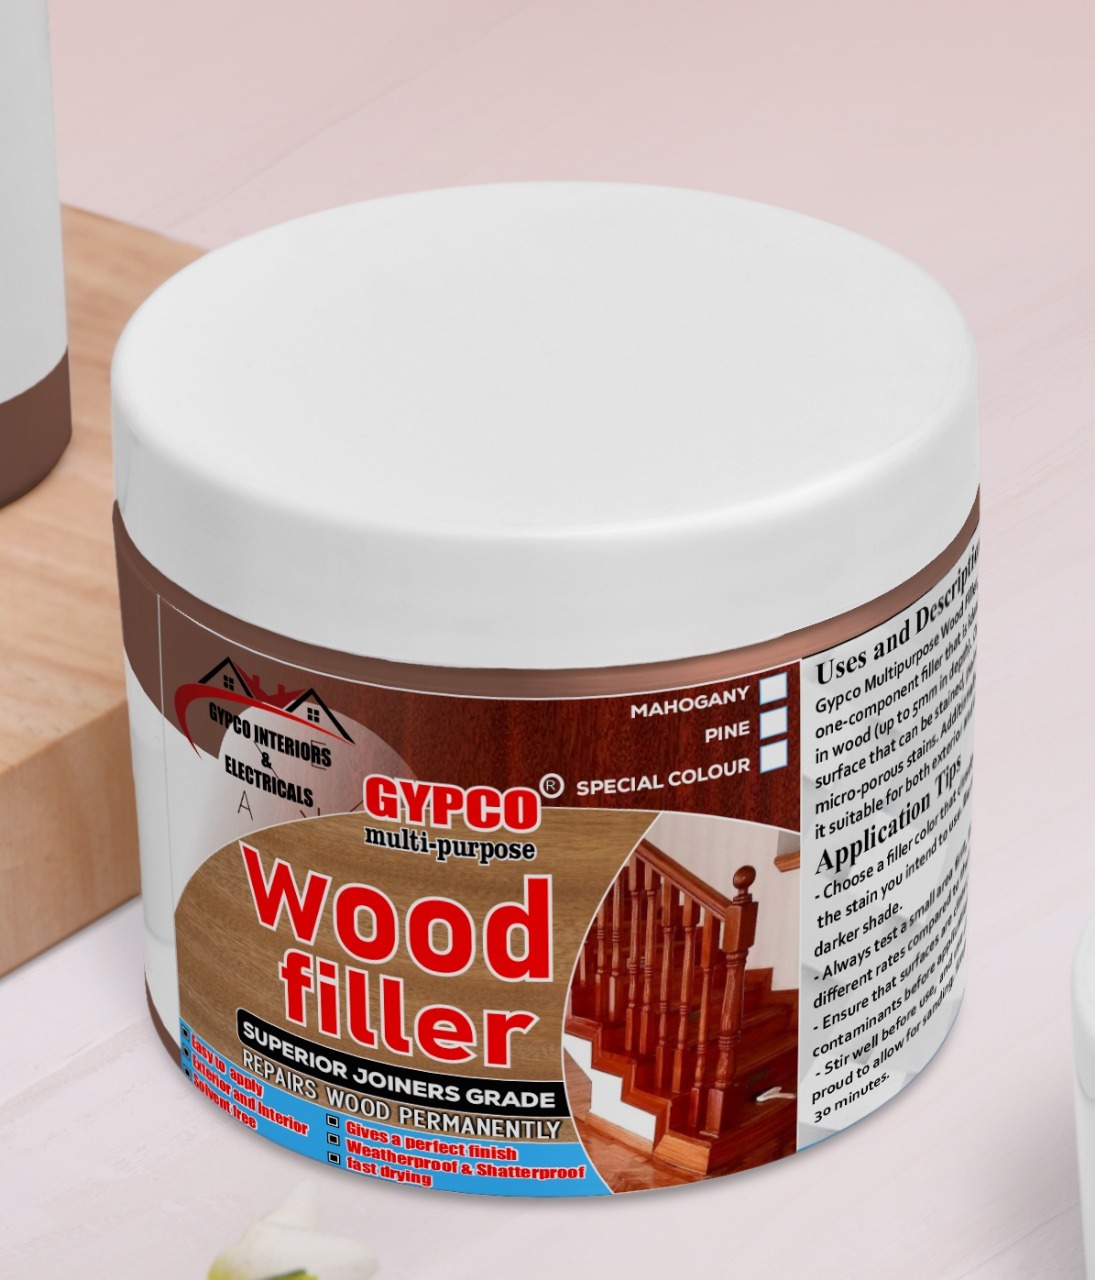 GYPCO INTERIORS
&
ELECTRICALS
MAHOGANY
PINE
SPECIAL COLOUR
GYPCO®
multi-purpose
wood
filler
SUPERIOR JOINERS GRADE
REPAIRS WOOD PERMANENTLY
Easy to apply
Exterior and interior
solvent free
Gives a perfect finish
Weatherproof & Shatterproof
fast drying
Uses and Descriptio
Gypco Multipurpose Wood Fille
one-component filler that is
in wood (up to 5mm in depth),
surface that can be stained
micro-porous stains.
it suitable for both exterior
Application Tips
- Choose a filler color that
the stain you intend to use.
darker shade.
- Always test a small area first,
different rates compared to
- Ensure that surfaces are
contaminants before
- Stir well before use, and
proud to allow for sanding
30 minutes.